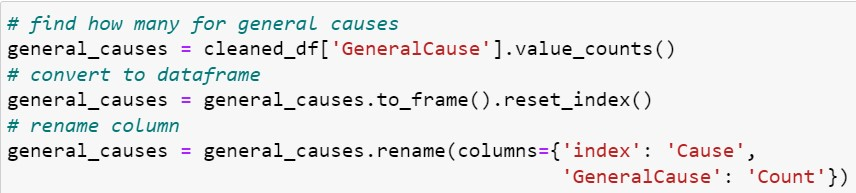 # find how many for general causes
general_causes = cleaned_df['GeneralCause'].value_counts()
# convert to dataframe
general_causes = general_causes.to_frame().reset_index()
# rename column
general_causes = general_causes.rename(columns={'index': 'Cause',
                                                'GeneralCause': 'Count'})